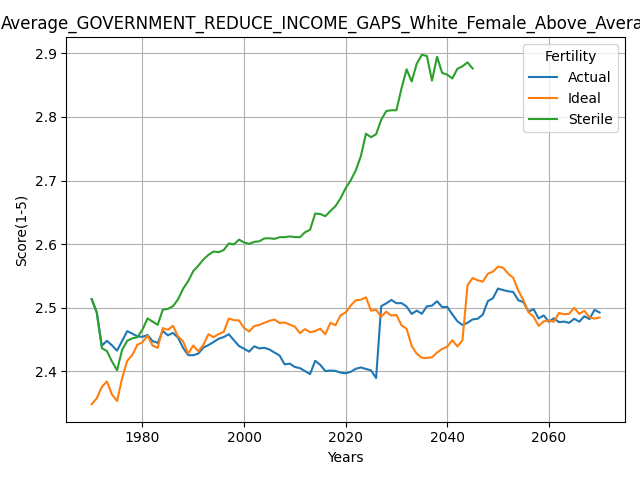 Average_GOVERNMENT_REDUCE_INCOME_GAPS_White_Female_Above_Avera
2.9
2.8
2.7
2.6
2.5
2.4
Score(1-5)
Fertility
Actual
Ideal
Sterile
1980
2000
2020
2040
2060
Years